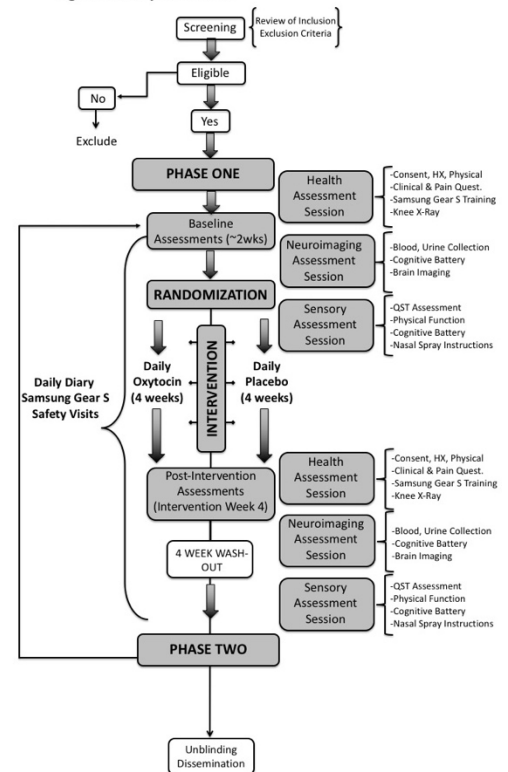 Screening
Review of Inclusion
Exclusion Criteria
Eligible
No
Yes
Exclude
PHASE ONE
Health
Assessment
Session
-Consent, HX, Physical
-Clinical & Pain Quest.
-Samsung Gear S Training
-Knee X-Ray
Baseline
Assessments (~2wks)
Neuroimaging
Assessment
Session
-Blood, Urine Collection
-Cognitive Battery
-Brain Imaging
RANDOMIZATION
Sensory
Assessment
Session
-QST Assessment
-Physical Function
-Cognitive Battery
-Nasal Spray Instructions
Daily Diary
Samsung Gear S
Safety Visits
Daily
Oxytocin
(4 weeks)
INTERVENTION
Daily
Placebo
(4 weeks)
Post-Intervention
Assessments
(Intervention Week 4)
Health
Assessment
Session
-Consent, HX, Physical
-Clinical & Pain Quest.
-Samsung Gear S Training
-Knee X-Ray
Neuroimaging
Assessment
Session
-Blood, Urine Collection
-Cognitive Battery
-Brain Imaging
4 WEEK WASH-
OUT
Sensory
Assessment
Session
-QST Assessment
-Physical Function
-Cognitive Battery
-Nasal Spray Instructions
PHASE TWO
Unblinding
Dissemination